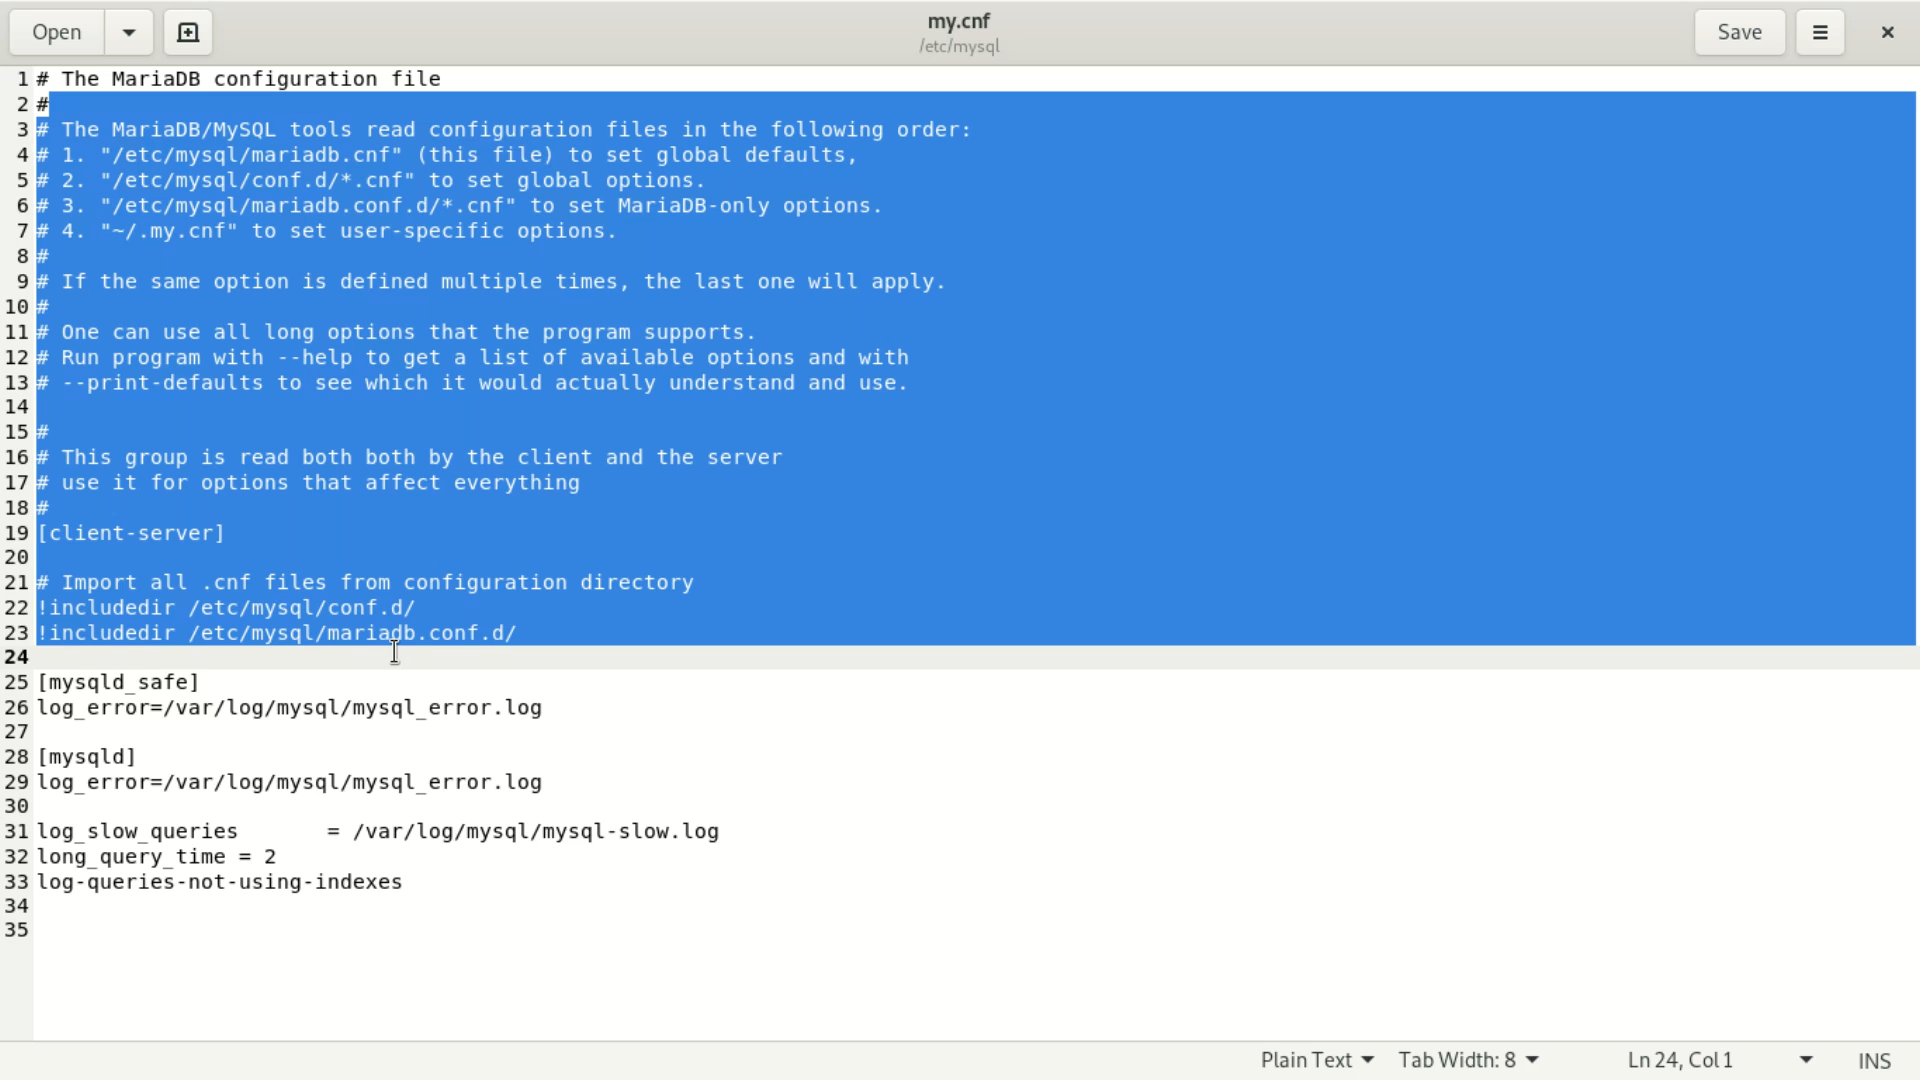 Open
my.cnf
/etc/mysql
Save
1 # The MariaDB configuration file
2 #
3 # The MariaDB/MySQL tools read configuration files in the following order:
4 # 1. "/etc/mysql/mariadb.cnf" (this file) to set global defaults,
5 # 2. "/etc/mysql/conf.d/*.cnf" to set global options.
6 # 3. "/etc/mysql/mariadb.conf.d/*.cnf" to set MariaDB-only options.
7 # 4. "~/.my.cnf" to set user-specific options.
8 #
9 # If the same option is defined multiple times, the last one will apply.
10 #
11 # One can use all long options that the program supports.
12 # Run program with --help to get a list of available options and with
13 # --print-defaults to see which it would actually understand and use.
14
15 #
16 # This group is read both both by the client and the server
17 # use it for options that affect everything
18 #
19 [client-server]
20
21 # Import all .cnf files from configuration directory
22 !includedir /etc/mysql/conf.d/
23 !includedir /etc/mysql/mariadb.conf.d/
24
25 [mysqld_safe]
26 log_error=/var/log/mysql/mysql_error.log
27
28 [mysqld]
29 log_error=/var/log/mysql/mysql_error.log
30
31 log_slow_queries       = /var/log/mysql/mysql-slow.log
32 long_query_time = 2
33 log-queries-not-using-indexes
34
35
Plain Text Tab Width: 8 Ln 24, Col 1 INS